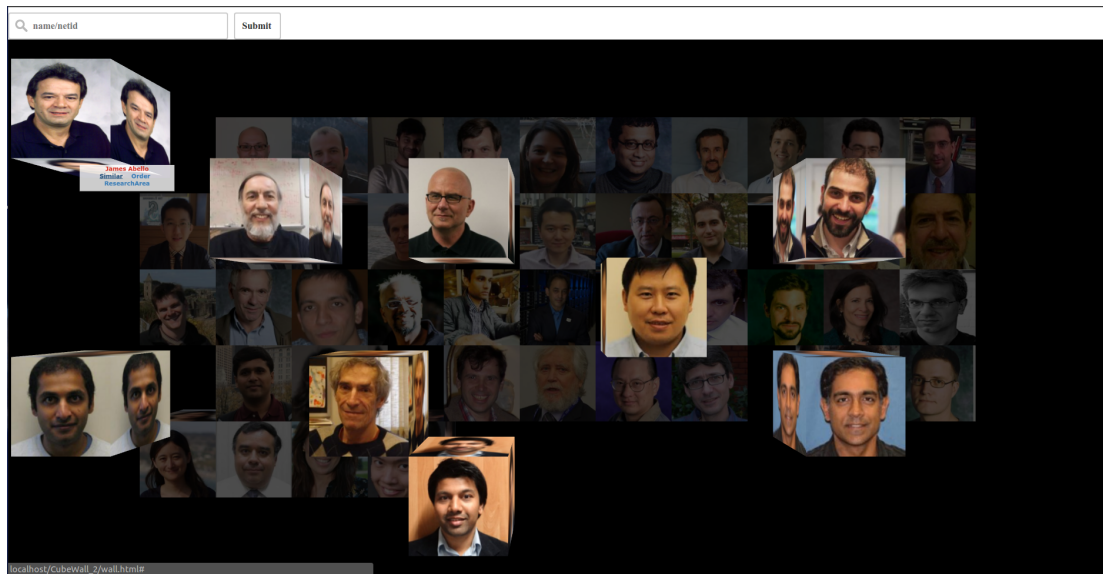 name/netid
Submit
James Abello
Similar Order
ResearchArea
localhost/CubeWall_2/wall.html#